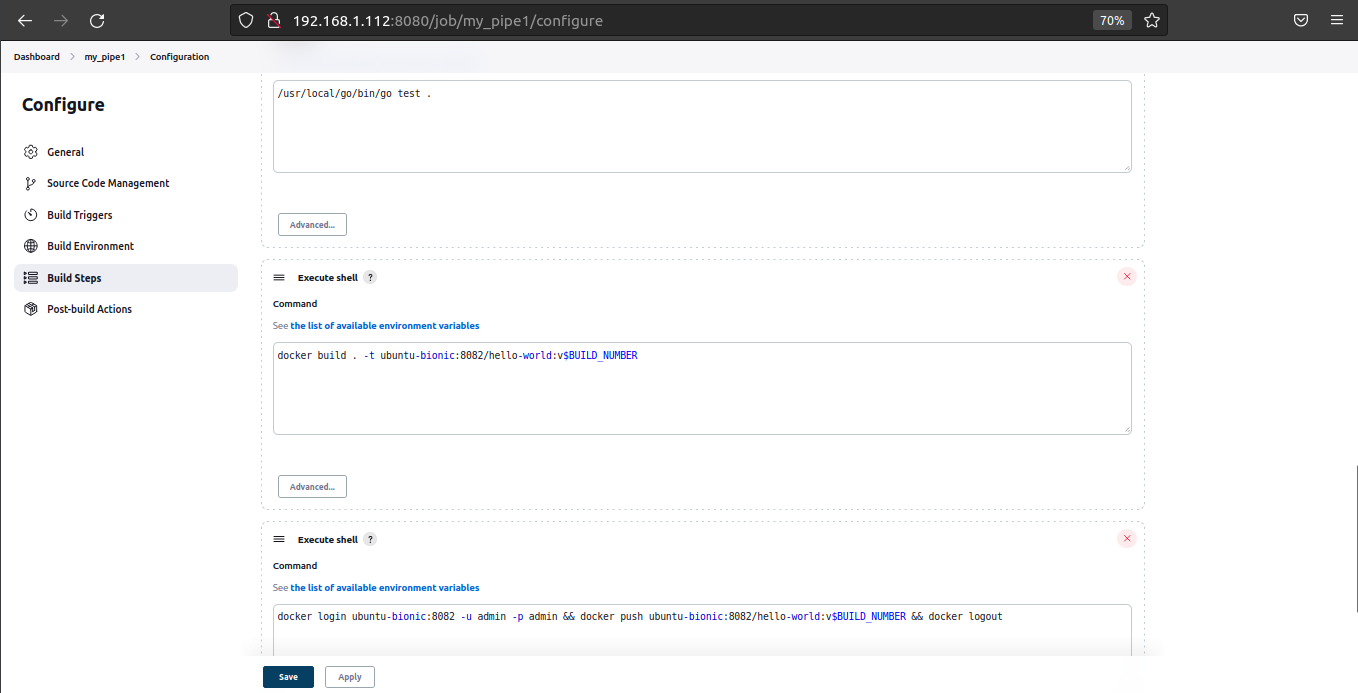 192.168.1.112:8080/job/my_pipe1/configure
70%
Dashboard
my_pipe1
Configuration
Configure
General
Source Code Management
Build Triggers
Build Environment
Build Steps
Post-build Actions
/usr/local/go/bin/go test .
Advanced...
Execute shell ?
Command
See the list of available environment variables
docker build . -t ubuntu-bionic:8082/hello-world:v$BUILD_NUMBER
Advanced...
Execute shell ?
Command
See the list of available environment variables
docker login ubuntu-bionic:8082 -u admin -p admin && docker push ubuntu-bionic:8082/hello-world:v$BUILD_NUMBER && docker logout
Save
Apply